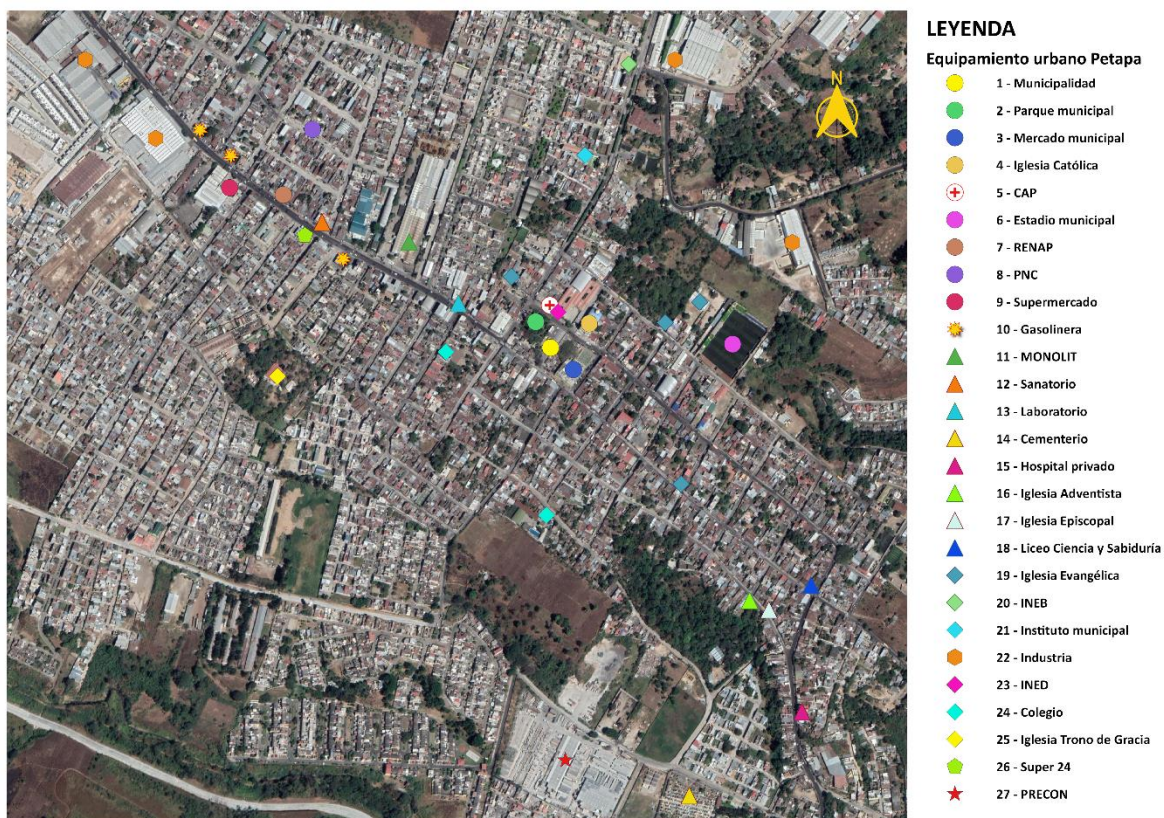 LEYENDA
Equipamiento urbano Petapa
1 - Municipalidad
2 - Parque municipal
3 - Mercado municipal
4 - Iglesia Católica
5 - CAP
6 - Estadio municipal
7 - RENAP
8 - PNC
9 - Supermercado
10 - Gasolinera
11 - MONOLIT
12 - Sanatorio
13 - Laboratorio
14 - Cementerio
15 - Hospital privado
16 - Iglesia Adventista
17 - Iglesia Episcopal
18 - Liceo Ciencia y Sabiduría
19 - Iglesia Evangélica
20 - INEB
21 - Instituto municipal
22 - Industria
23 - INED
24 - Colegio
25 - Iglesia Trono de Gracia
26 - Super 24
27 - PRECON
N